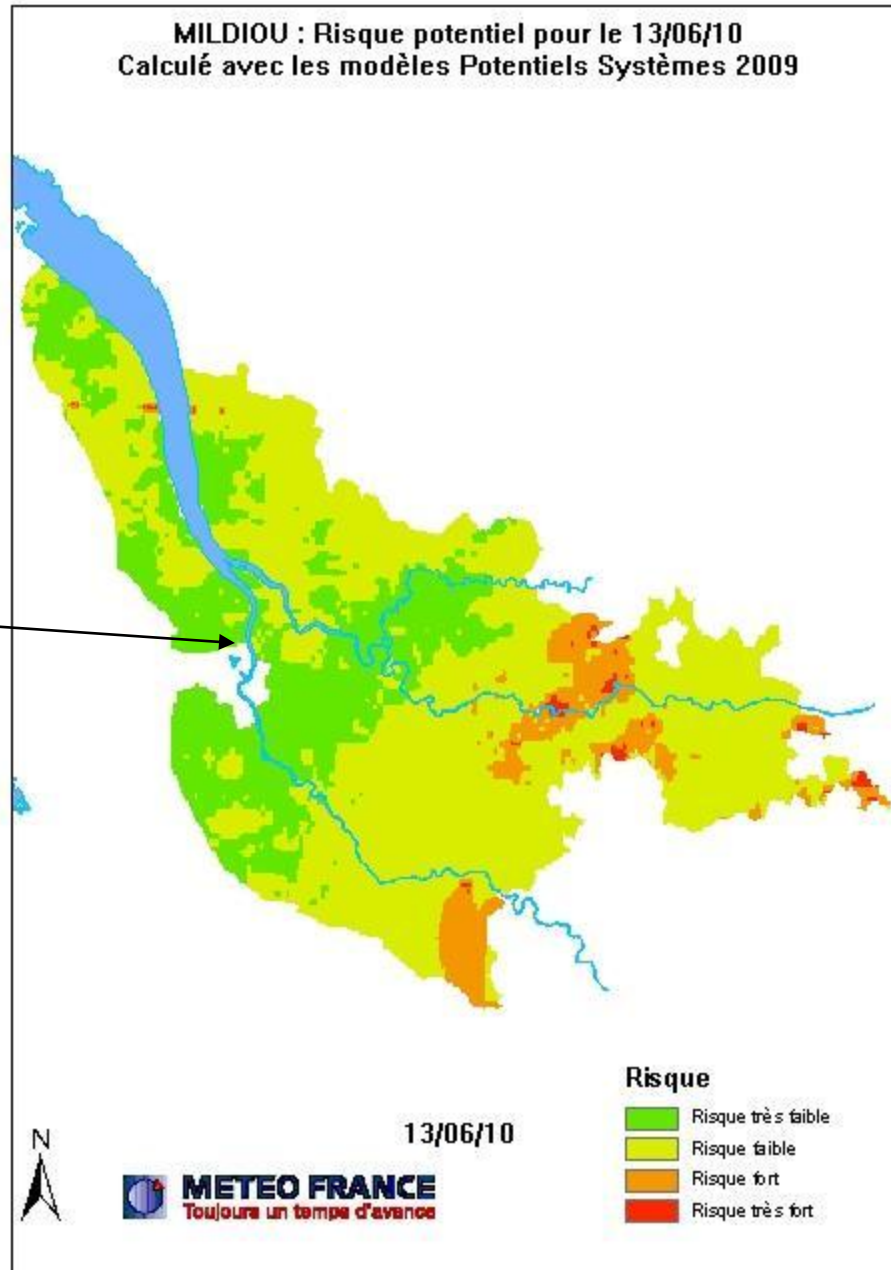 MILDIOU : Risque potentiel pour le 13/06/10
Calculé avec les modèles Potentiels Systèmes 2009
Risque
Risque très faible
Risque faible
Risque fort
Risque très fort
13/06/10
N
METEO FRANCE
Toujours un temps d'avance